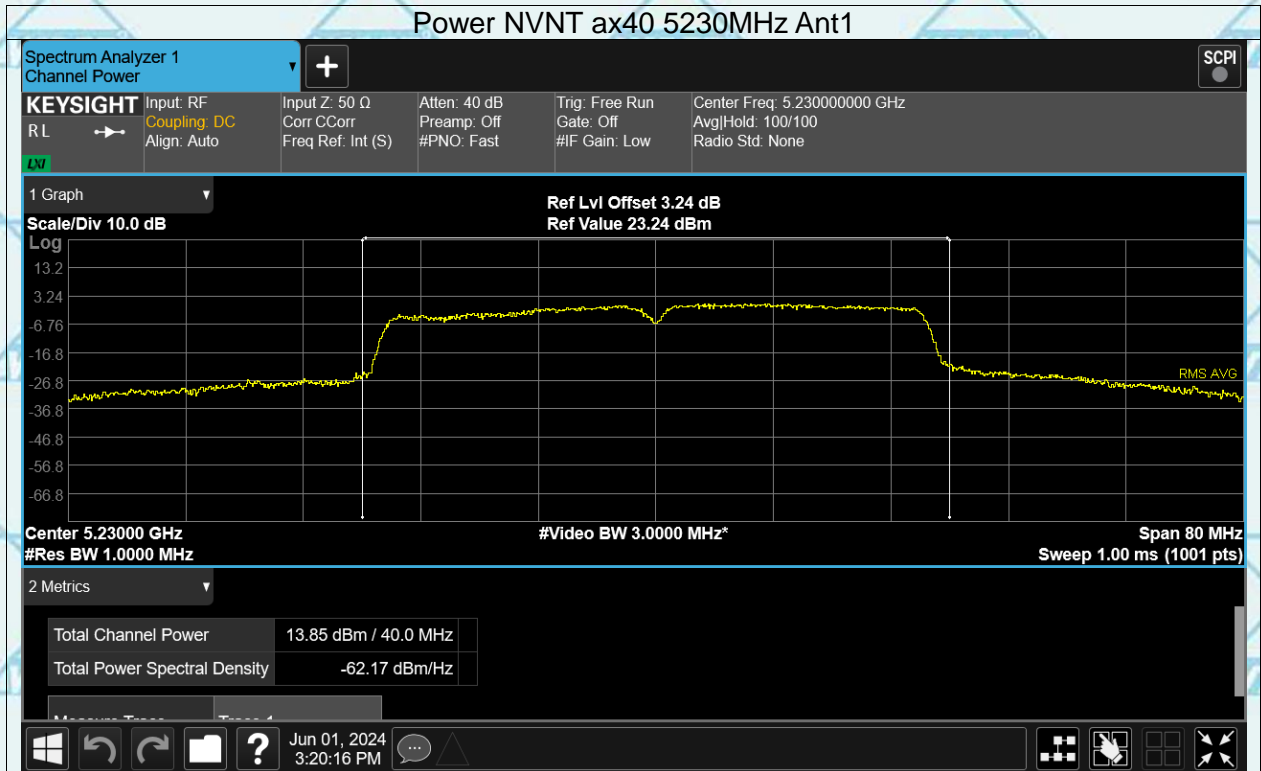 Power NVNT ax40 5230MHz Ant1
Spectrum Analyzer 1
Channel Power
SCPI
KEYSIGHT
R L
LXI
Input: RF
Coupling: DC
Align: Auto
Input Z: 50 Ω
Corr CCorr
Freq Ref: Int (S)
Atten: 40 dB
Preamp: Off
#PNO: Fast
Trig: Free Run
Gate: Off
#IF Gain: Low
Center Freq: 5.230000000 GHz
Avg|Hold: 100/100
Radio Std: None
1 Graph
Scale/Div 10.0 dB
Ref Lvl Offset 3.24 dB
Ref Value 23.24 dBm
Log
13.2
3.24
-6.76
-16.8
-26.8
-36.8
-46.8
-56.8
-66.8
RMS AVG
Center 5.23000 GHz
#Res BW 1.0000 MHz
#Video BW 3.0000 MHz*
Span 80 MHz
Sweep 1.00 ms (1001 pts)
2 Metrics
Total Channel Power 13.85 dBm / 40.0 MHz
Total Power Spectral Density -62.17 dBm/Hz
Measure Trace Trace 1
?
Jun 01, 2024
3:20:16 PM